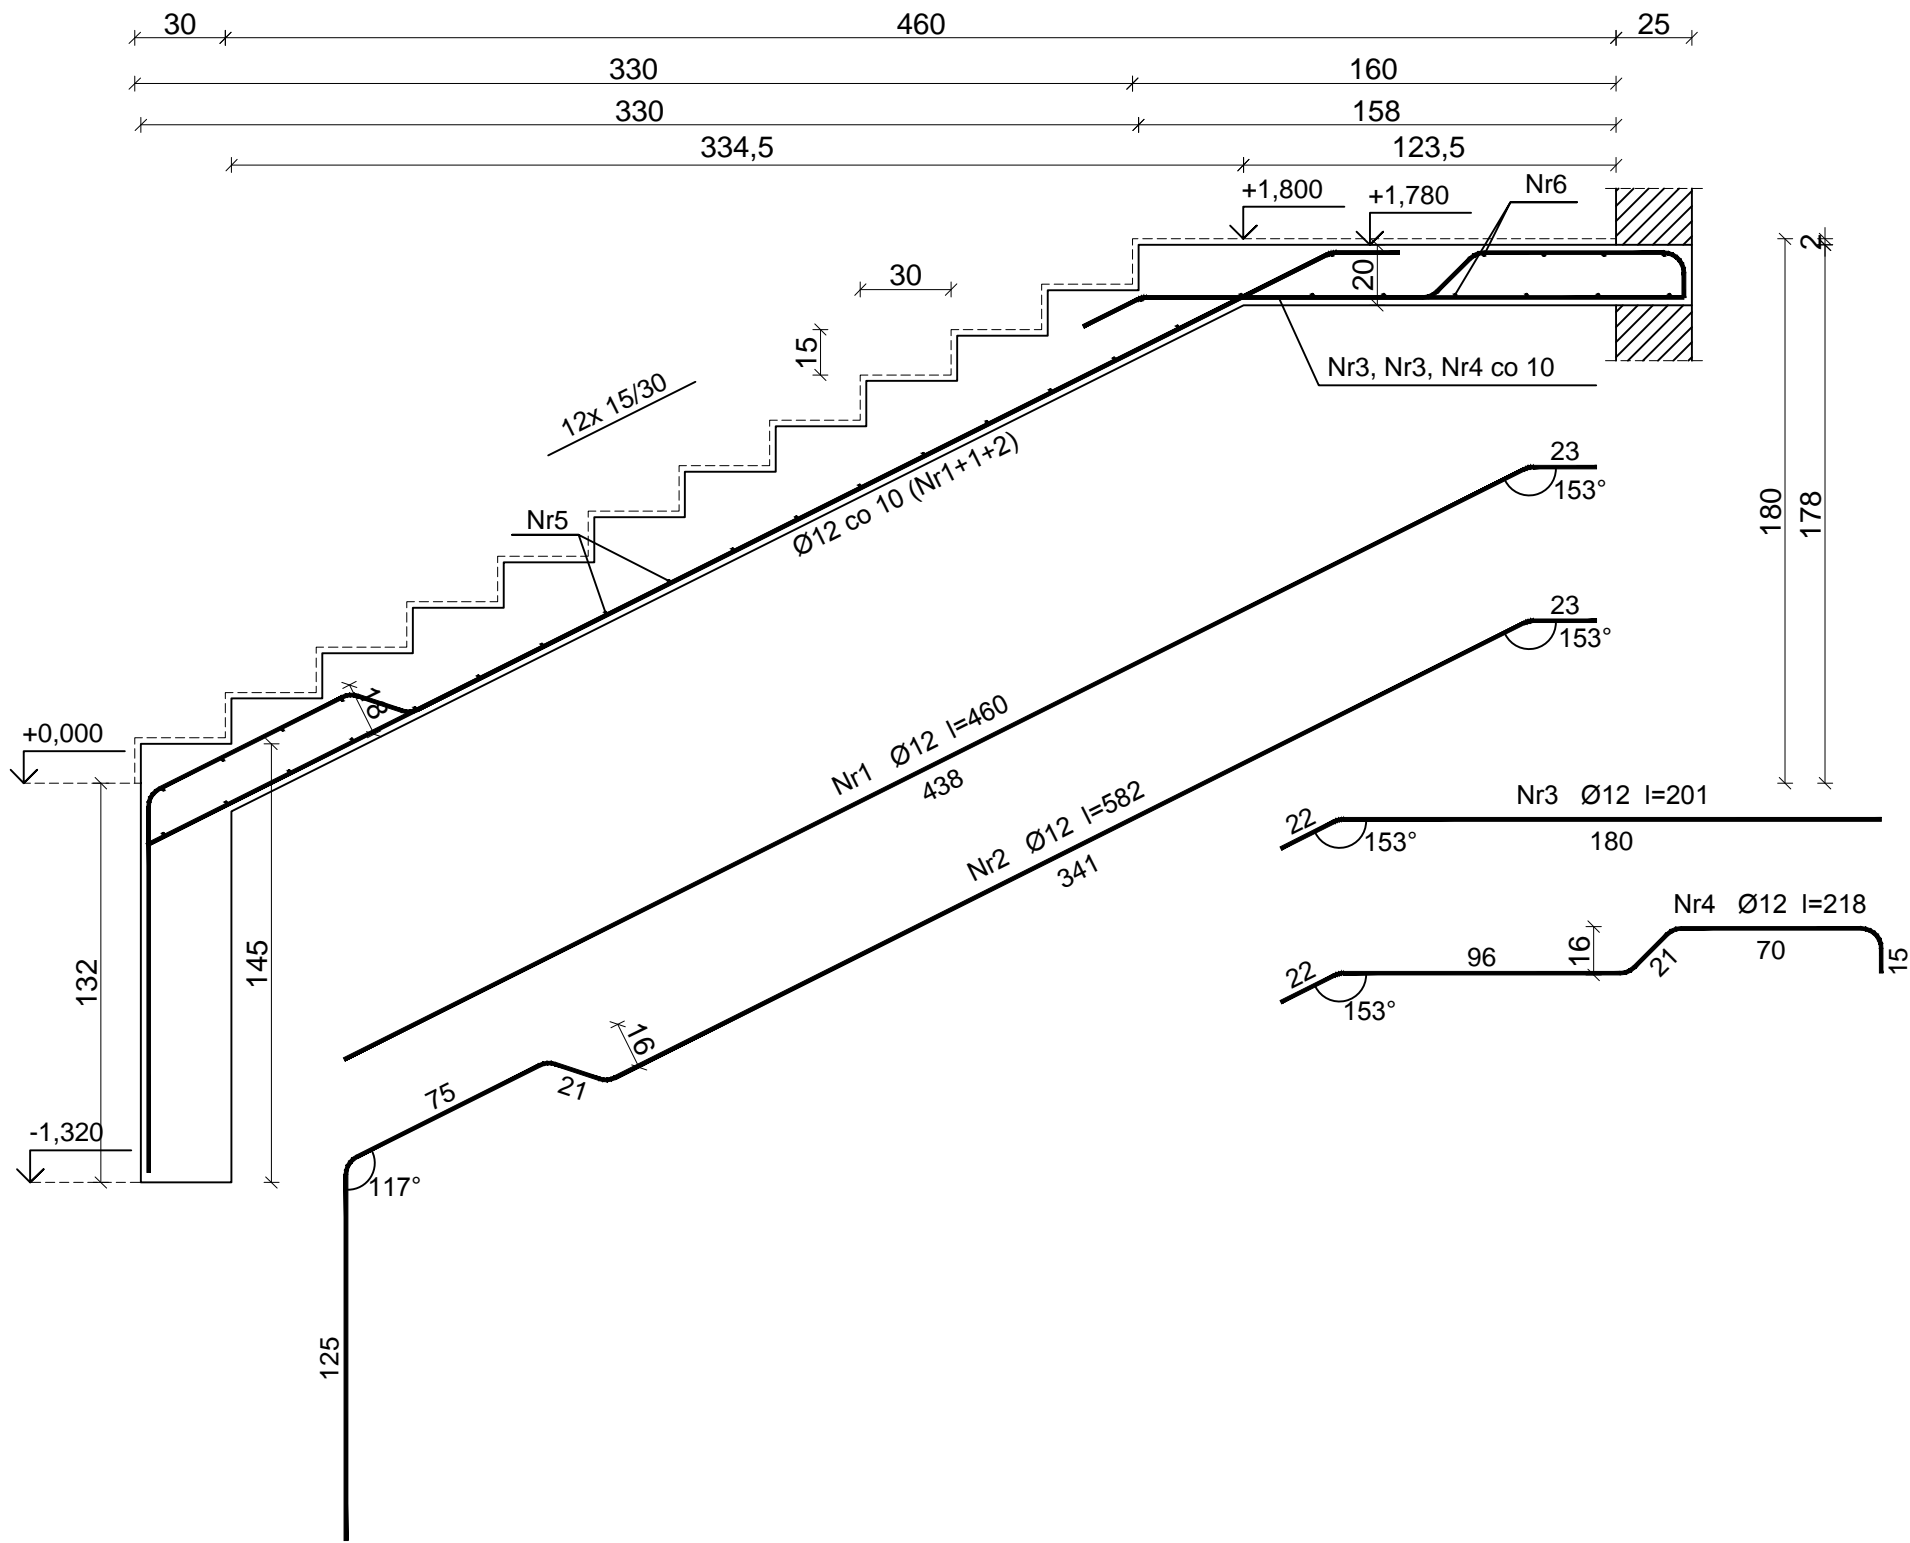 30 460 25
330 160
330 158
334,5 123,5
+1,800 +1,780 Nr6
2
30 20
15
Nr3, Nr3, Nr4 co 10
12x 15/30
Ø12 co 10 (Nr1+1+2)
23
153°
180 178
Nr5
23
153°
18
+0,000
Nr1 Ø12 l=460
438
Nr2 Ø12 l=582
341
Nr3 Ø12 l=201
22
153° 180
Nr4 Ø12 l=218
132 145
22 96 16 21 70 15
153°
16
75 21
-1,320
117°
125